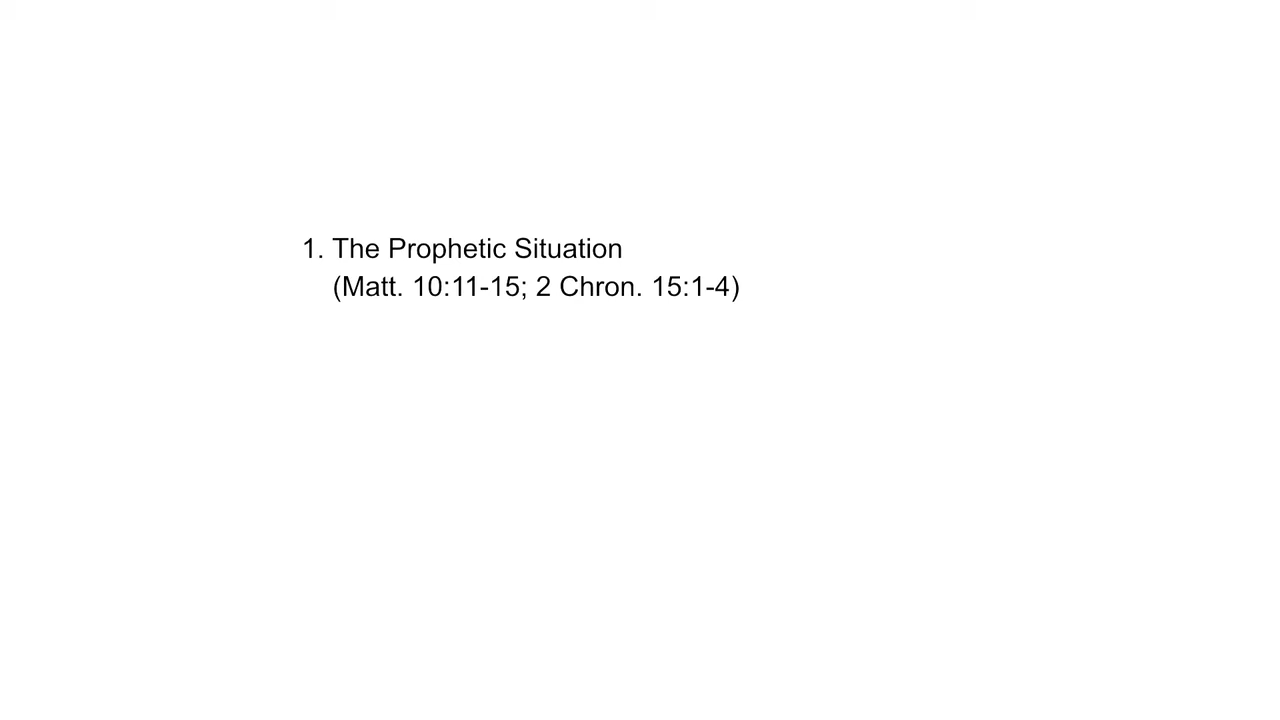 1. The Prophetic Situation
(Matt. 10:11-15; 2 Chron. 15:1-4)